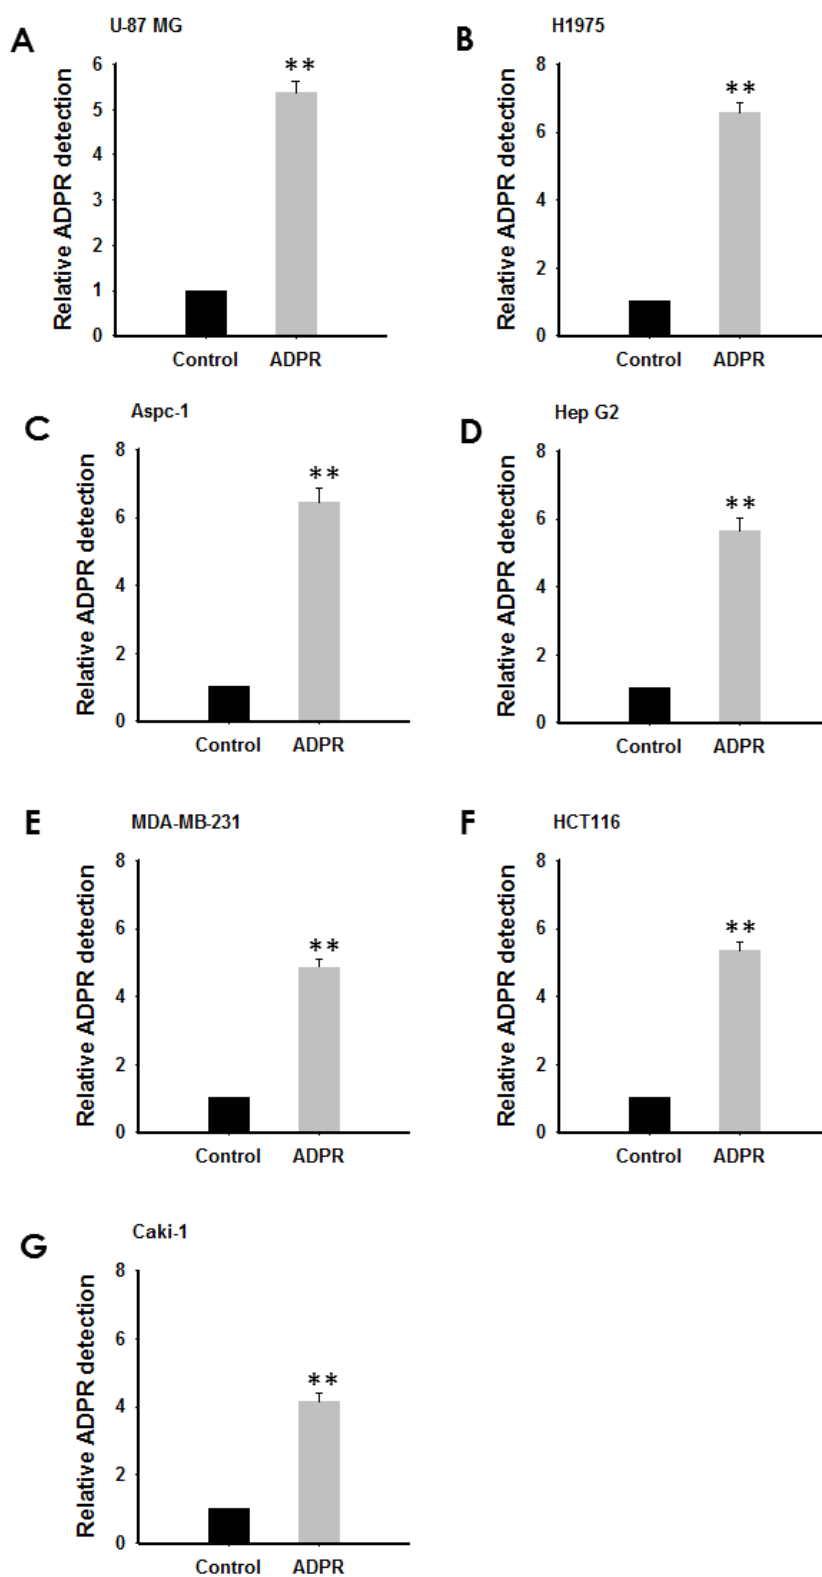 A
U-87 MG
Relative ADPR detection
6
5
4
3
2
1
0
**
Control ADPR
B
H1975
Relative ADPR detection
8
6
4
2
0
**
Control ADPR
C
Aspc-1
Relative ADPR detection
8
6
4
2
0
**
Control ADPR
D
Hep G2
Relative ADPR detection
8
6
4
2
0
**
Control ADPR
E
MDA-MB-231
Relative ADPR detection
8
6
4
2
0
**
Control ADPR
F
HCT116
Relative ADPR detection
8
6
4
2
0
**
Control ADPR
G
Caki-1
Relative ADPR detection
8
6
4
2
0
**
Control ADPR